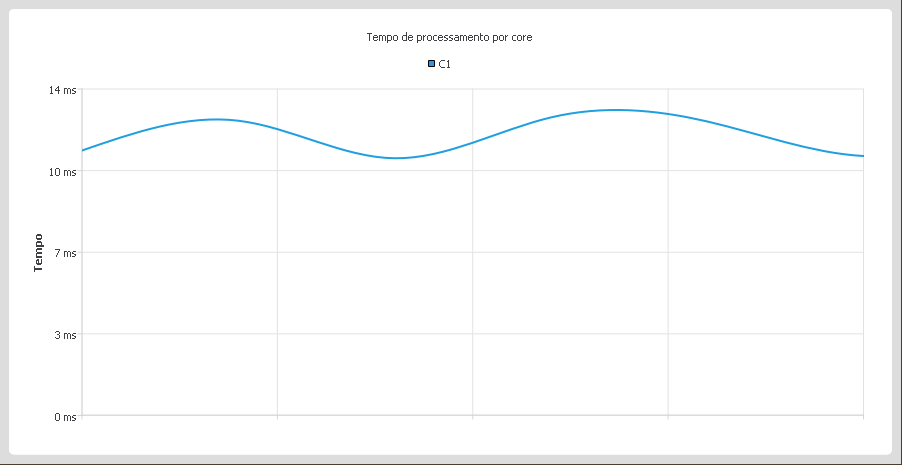 Tempo de processamento por core
C1
14 ms
10 ms
7 ms
3 ms
0 ms
Tempo